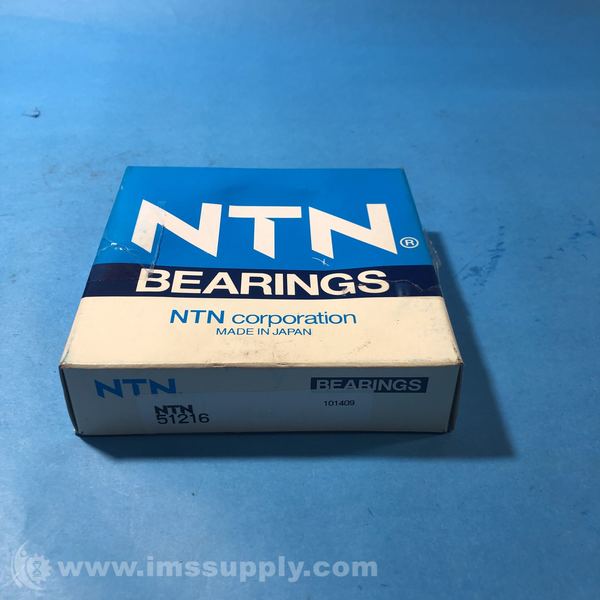 NTN®
BEARINGS
NTN corporation
MADE IN JAPAN
NTN BEARINGS
NTN 101409
51216
www.imssupply.com